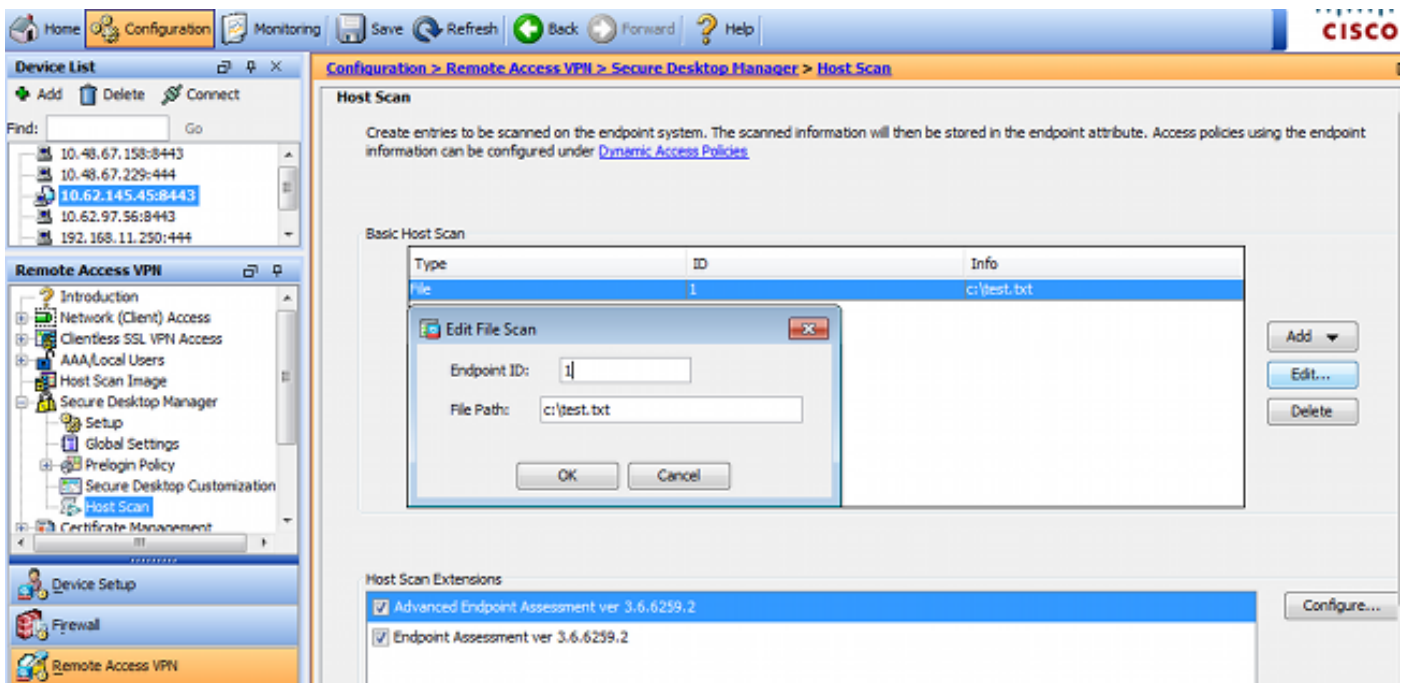 Home Configuration Monitoring Save Refresh Back Forward Help
CISCO
Device List
Add Delete Connect
Find: Go
10.48.67.158:8443
10.48.67.229:444
10.62.145.45:8443
10.62.97.56:8443
192.168.11.250:444
Remote Access VPN
Introduction
Network (Client) Access
Clientless SSL VPN Access
AAA/Local Users
Host Scan Image
Secure Desktop Manager
Setup
Global Settings
Prelogin Policy
Secure Desktop Customization
Host Scan
Certificate Management
Device Setup
Firewall
Remote Access VPN
Configuration > Remote Access VPN > Secure Desktop Manager > Host Scan
Host Scan
Create entries to be scanned on the endpoint system. The scanned information will then be stored in the endpoint attribute. Access policies using the endpoint
information can be configured under Dynamic Access Policies
Basic Host Scan
Type ID Info
File 1 c:\test.txt
Edit File Scan
Endpoint ID: 1
File Path: c:\test.txt
OK Cancel
Add
Edit...
Delete
Host Scan Extensions
Advanced Endpoint Assessment ver 3.6.6259.2
Endpoint Assessment ver 3.6.6259.2
Configure...